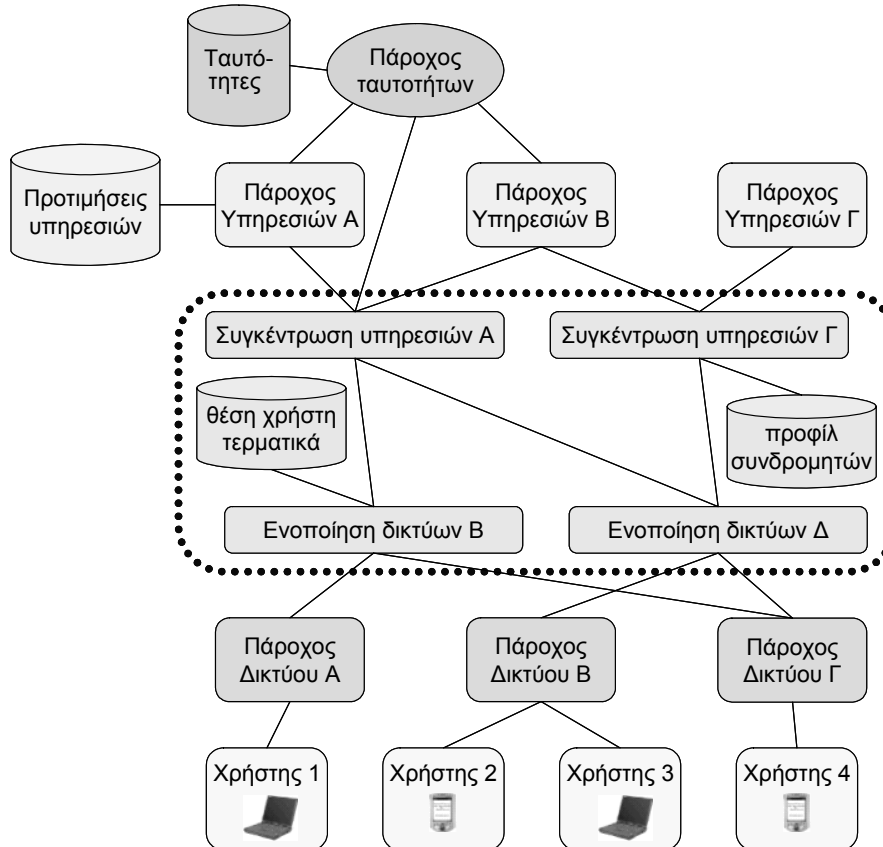 Ταυτό-
τητες
Πάροχος
ταυτοτήτων
Προτιμήσεις
υπηρεσιών
Πάροχος
Υπηρεσιών Α
Πάροχος
Υπηρεσιών Β
Πάροχος
Υπηρεσιών Γ
Συγκέντρωση υπηρεσιών Α
Συγκέντρωση υπηρεσιών Γ
θέση χρήστη
τερματικά
προφίλ
συνδρομητών
Ενοποίηση δικτύων Β
Ενοποίηση δικτύων Δ
Πάροχος
Δικτύου Α
Πάροχος
Δικτύου Β
Πάροχος
Δικτύου Γ
Χρήστης 1
Χρήστης 2
Χρήστης 3
Χρήστης 4